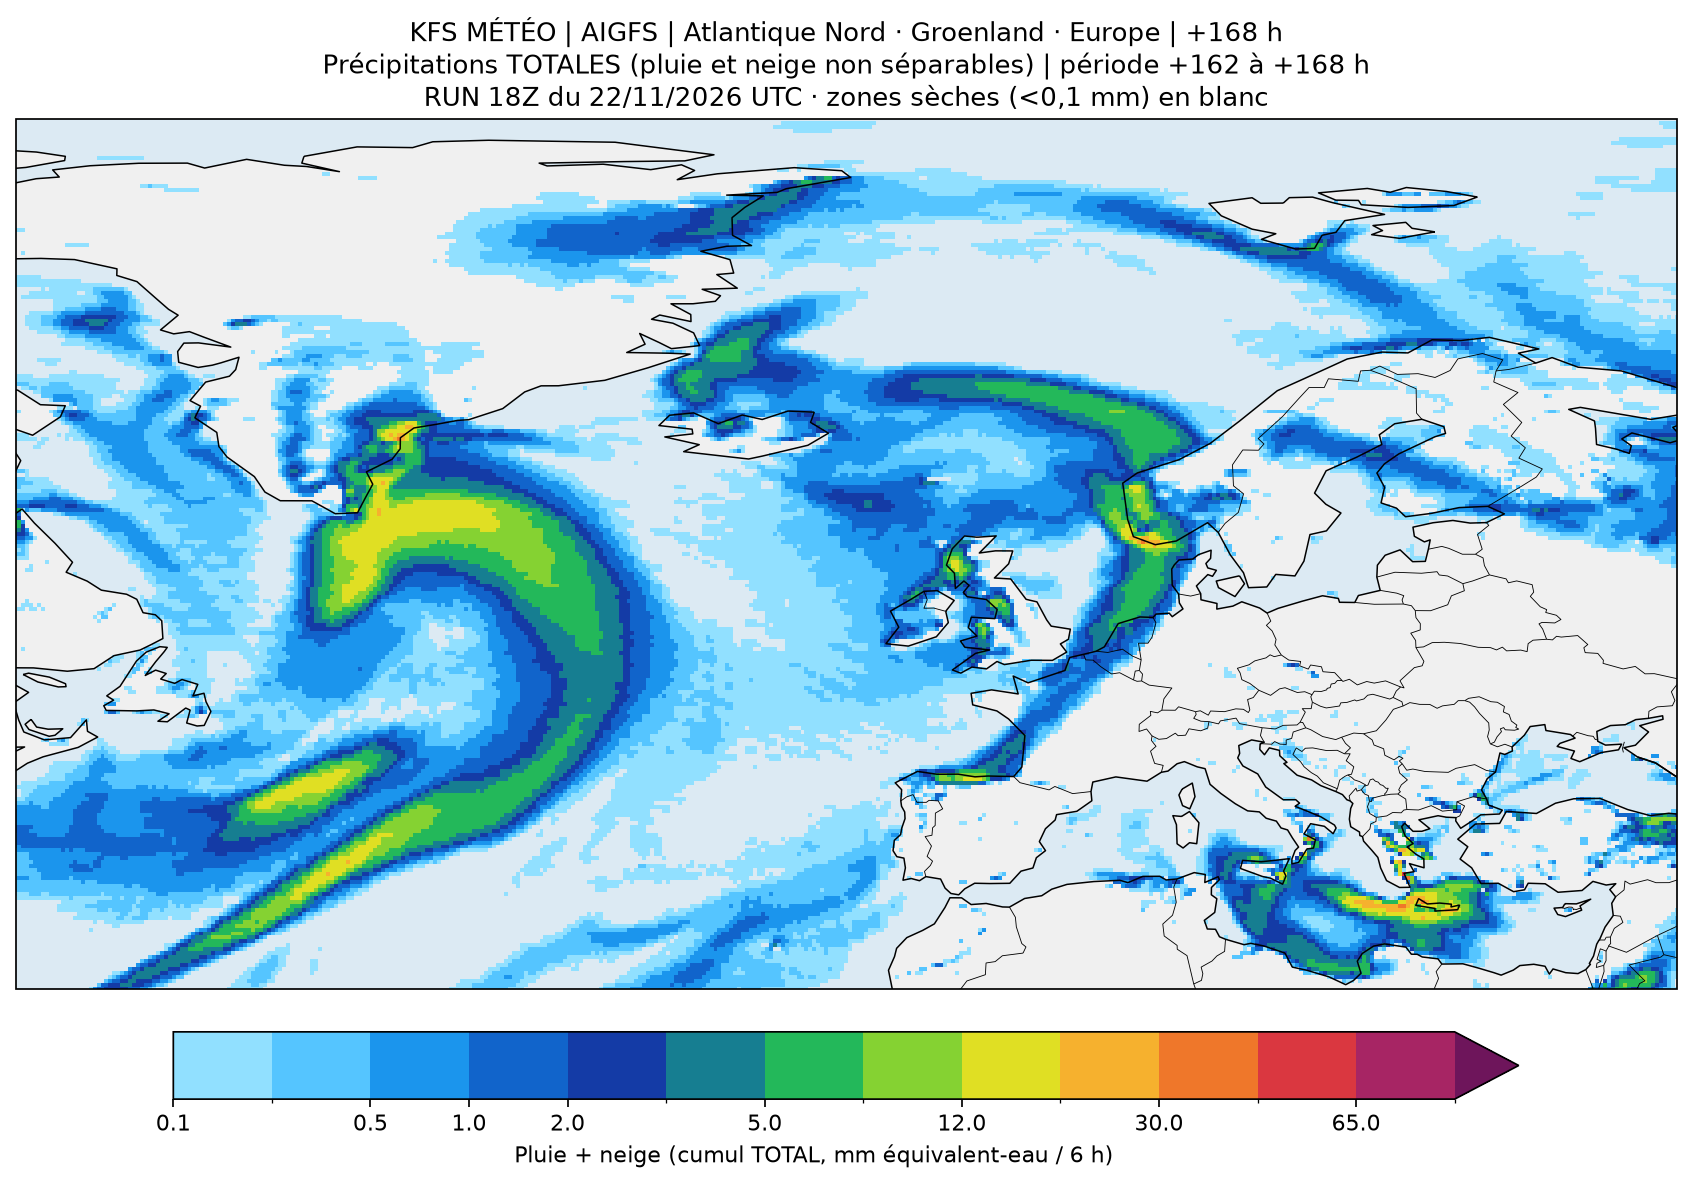 KFS MÉTÉO | AIGFS | Atlantique Nord · Groenland · Europe | +168 h
Précipitations TOTALES (pluie et neige non séparables) | période +162 à +168 h
RUN 18Z du 22/11/2026 UTC · zones sèches (<0,1 mm) en blanc
0.1 0.5 1.0 2.0 5.0 12.0 30.0 65.0
Pluie + neige (cumul TOTAL, mm équivalent-eau / 6 h)